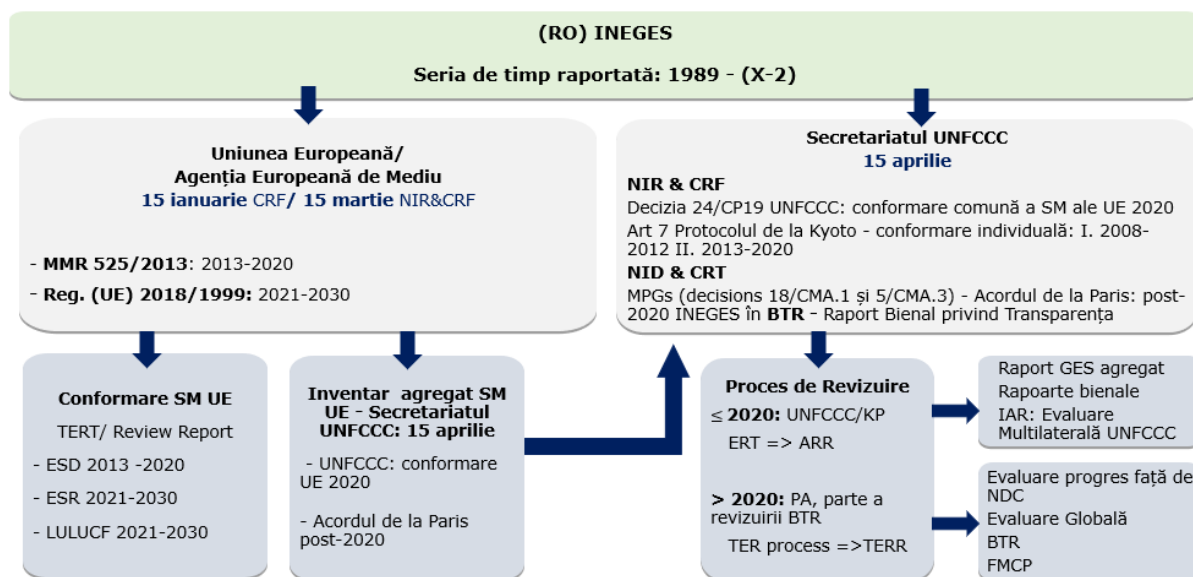 (RO) INEGES
Seria de timp raportată: 1989 - (X-2)
Uniunea Europeană/
Agenția Europeană de Mediu
15 ianuarie CRF/ 15 martie NIR&CRF
- MMR 525/2013: 2013-2020
- Reg. (UE) 2018/1999: 2021-2030
Secretariatul UNFCCC
15 aprilie
NIR & CRF
Decizia 24/CP19 UNFCCC: conformare comună a SM ale UE 2020
Art 7 Protocolul de la Kyoto - conformare individuală: I. 2008-
2012 II. 2013-2020
NID & CRT
MPGs (decisions 18/CMA.1 și 5/CMA.3) - Acordul de la Paris: post-
2020 INEGES în BTR - Raport Bienal privind Transparența
Conformare SM UE
TERT/ Review Report
- ESD 2013 -2020
- ESR 2021-2030
- LULUCF 2021-2030
Inventar agregat SM
UE - Secretariatul
UNFCCC: 15 aprilie
- UNFCCC: conformare
UE 2020
- Acordul de la Paris
post-2020
Proces de Revizuire
≤ 2020: UNFCCC/KP
ERT => ARR
> 2020: PA, parte a
revizuirii BTR
TER process =>TERR
Raport GES agregat
Rapoarte bienale
IAR: Evaluare
Multilaterală UNFCCC
Evaluare progres față de
NDC
Evaluare Globală
BTR
FMCP